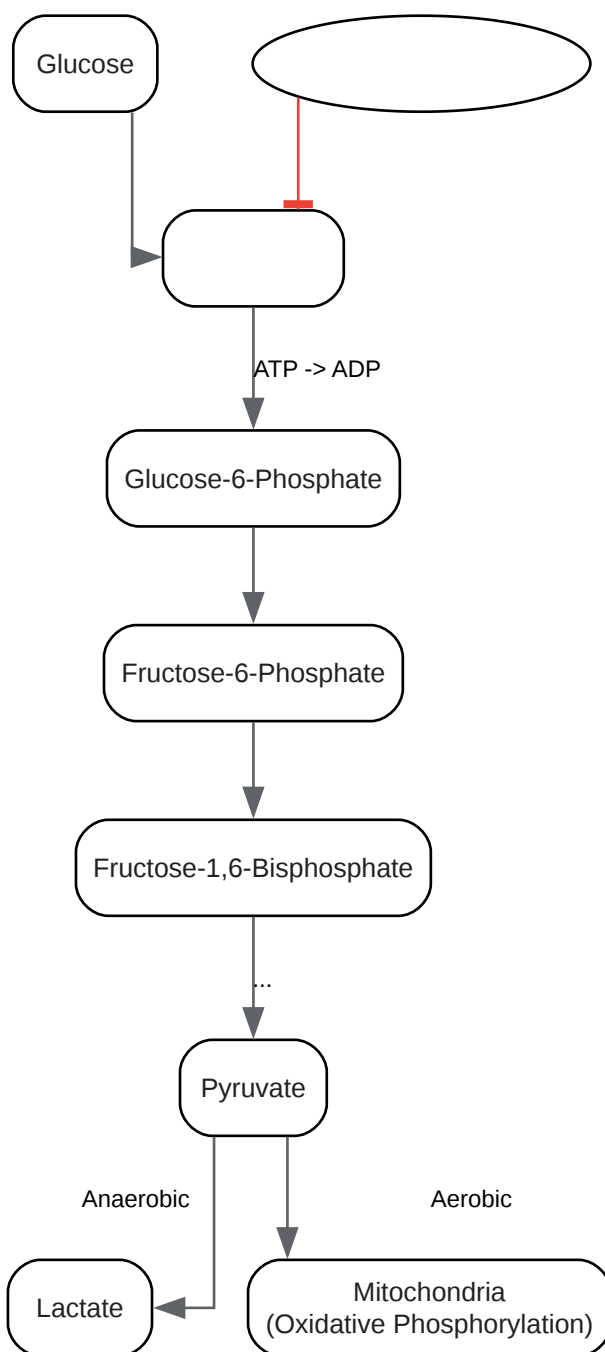 Glucose
ATP -> ADP
Glucose-6-Phosphate
Fructose-6-Phosphate
Fructose-1,6-Bisphosphate
...
Pyruvate
Anaerobic
Aerobic
Lactate
Mitochondria
(Oxidative Phosphorylation)